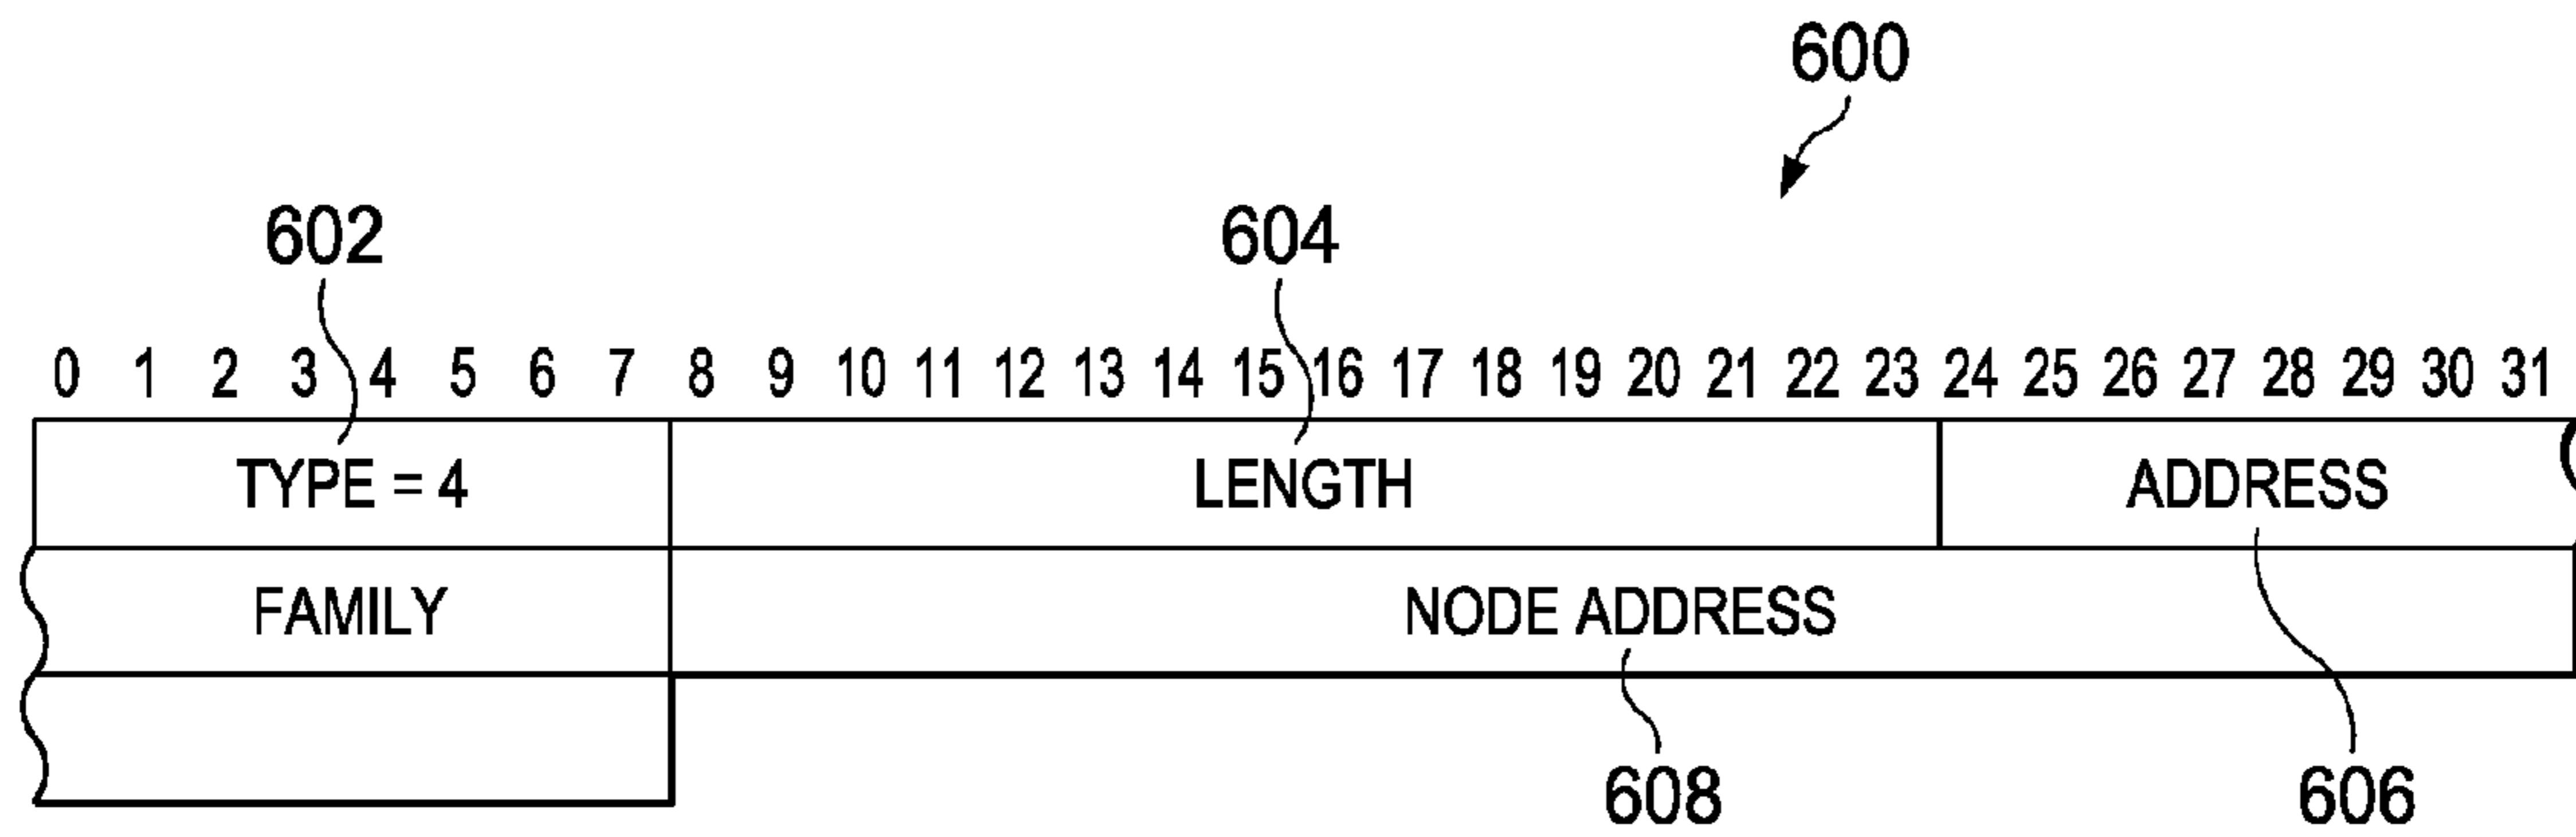 600
602 604
0 1 2 3 4 5 6 7 8 9 10 11 12 13 14 15 16 17 18 19 20 21 22 23 24 25 26 27 28 29 30 31
TYPE = 4 LENGTH ADDRESS
FAMILY NODE ADDRESS
608 606